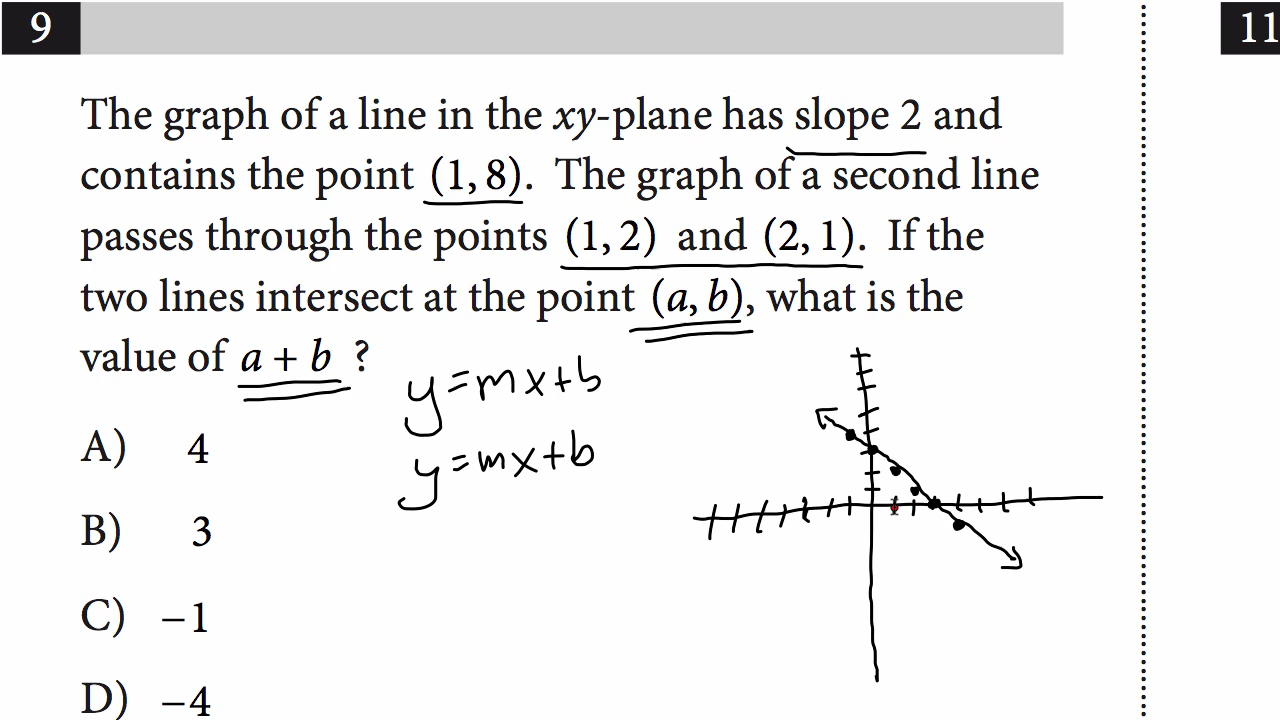 9
11
The graph of a line in the xy-plane has slope 2 and
contains the point (1, 8). The graph of a second line
passes through the points (1, 2) and (2, 1). If the
two lines intersect at the point (a, b), what is the
value of a + b ?
y=mx+b
y=mx+b
A) 4
B) 3
C) −1
D) −4